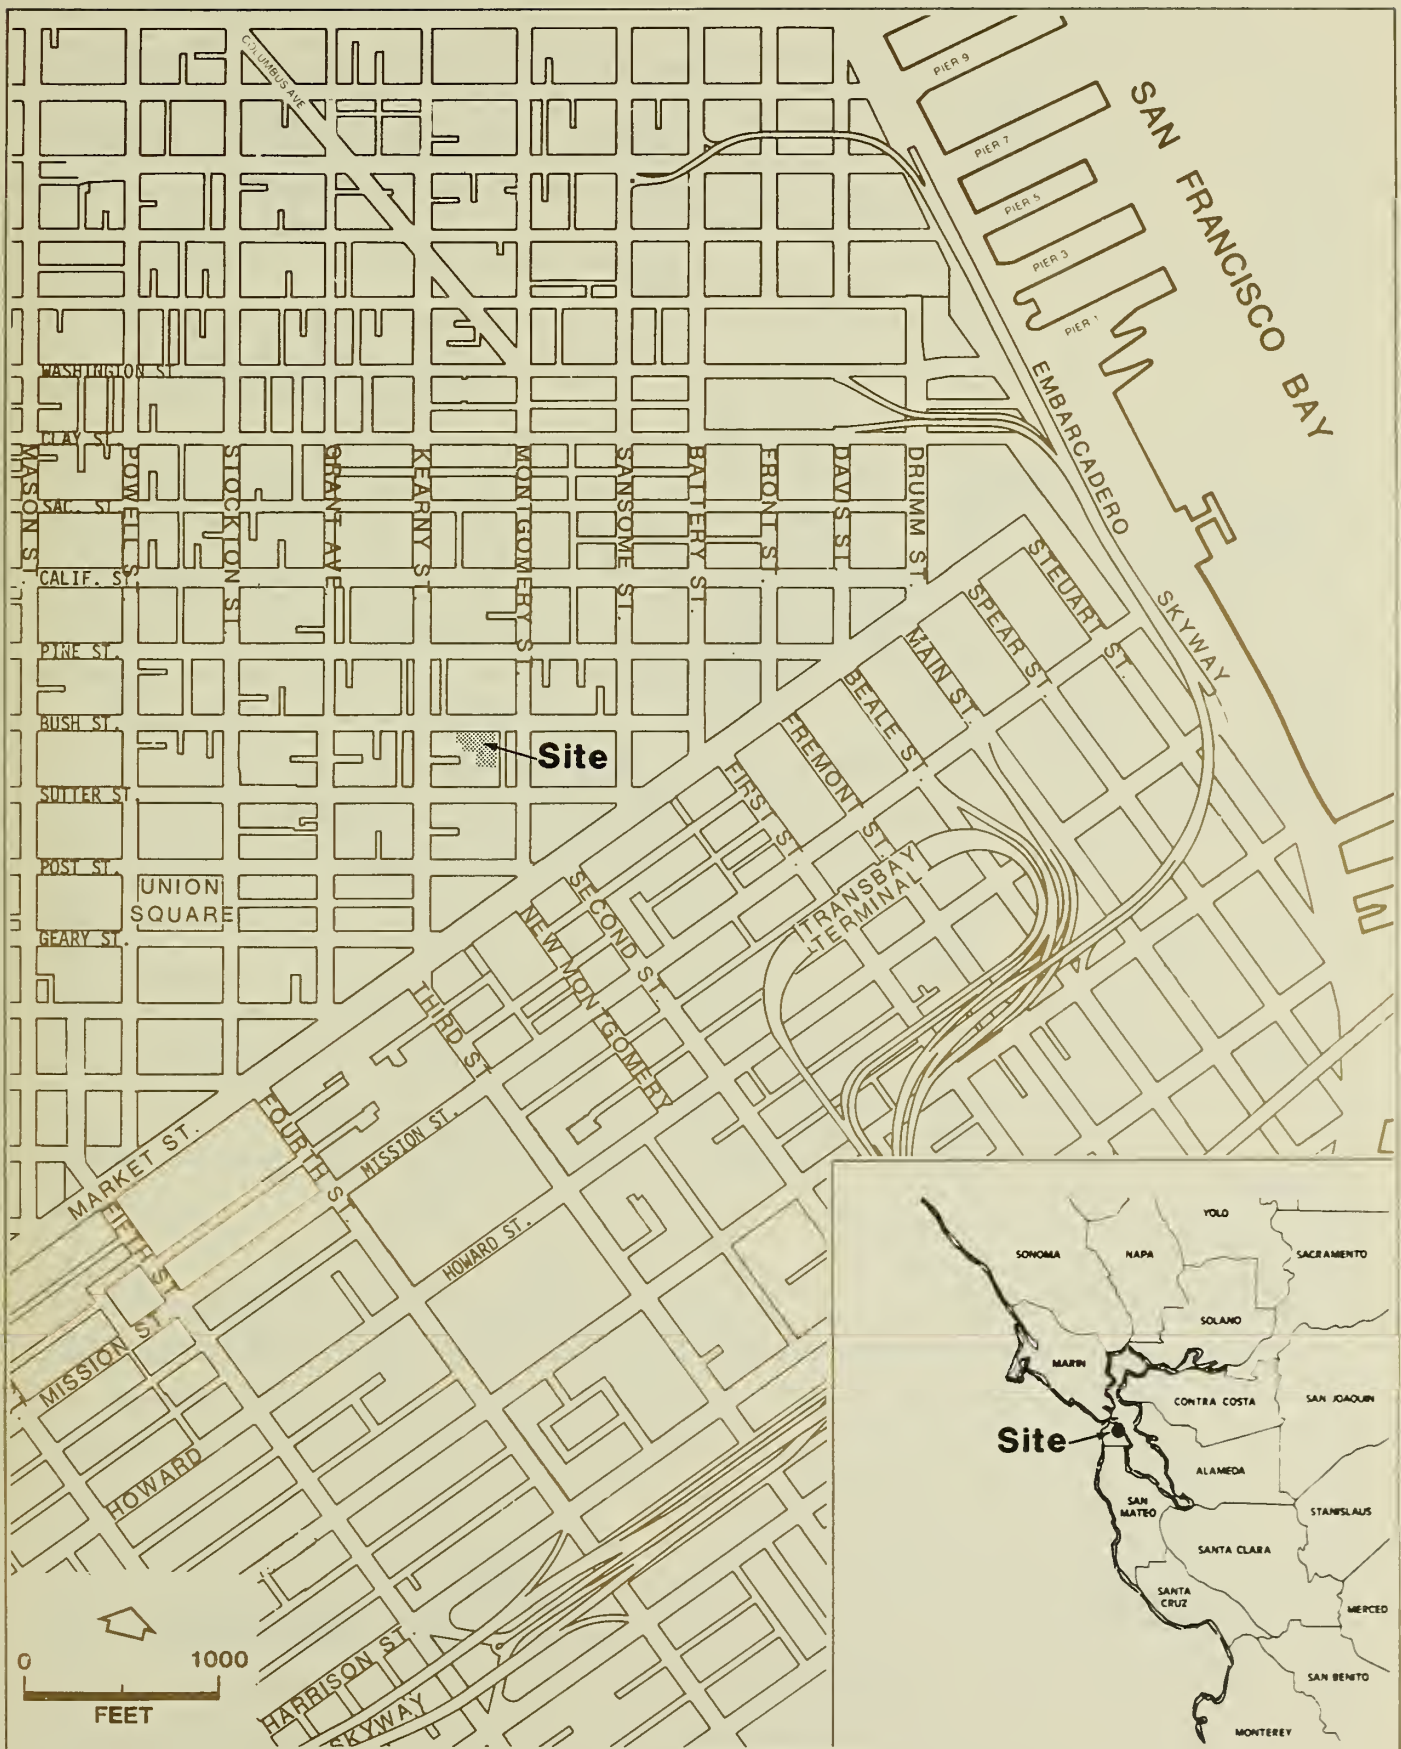 COLUMBUS AVE
PIER 9
PIER 7
PIER 5
PIER 3
PIER 1
SAN FRANCISCO BAY
EMBARCADERO
SKYWAY
WASHINGTON ST
CLAY ST.
SAC. ST.
CALIF. ST.
PINE ST.
BUSH ST.
SUTTER ST.
POST ST.
GEARY ST.
MASON ST.
POWELL ST.
STOCKTON ST.
GRANT AVE
KEARNY ST.
MONTGOMERY ST.
SANSOME ST.
BATTERY ST.
FRONT ST.
DAVIS ST.
DRUMM ST.
STEUART ST.
SPEAR ST
MAIN ST.
BEALE ST.
FREMONT ST.
FIRST ST.
Site
UNION
SQUARE
TRANSBAY
TERMINAL
SECOND ST.
NEW MONTGOMERY
THIRD ST
FOURTH ST.
FIFTH ST
MARKET ST.
MISSION ST.
HOWARD ST.
MISSION ST
HOWARD
HARRISON ST.
SKYWAY
0 1000
FEET
YOLO
SONOMA
NAPA
SACRAMENTO
SOLANO
MARIN
CONTRA COSTA
SAN JOAQUIN
Site
ALAMEDA
SAN
MATEO
STANISLAUS
SANTA CLARA
SANTA
CRUZ
MERCED
SAN BENITO
MONTEREY